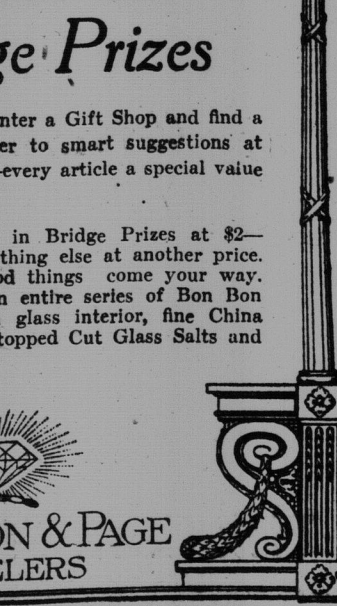 ge Prizes
nter a Gift Shop and find a
er to smart suggestions at
-every article a special value
in Bridge Prizes at $2—
thing else at another price.
od things come your way.
n entire series of Bon Bon
glass interior, fine China
topped Cut Glass Salts and
ON & PAGE
ELERS